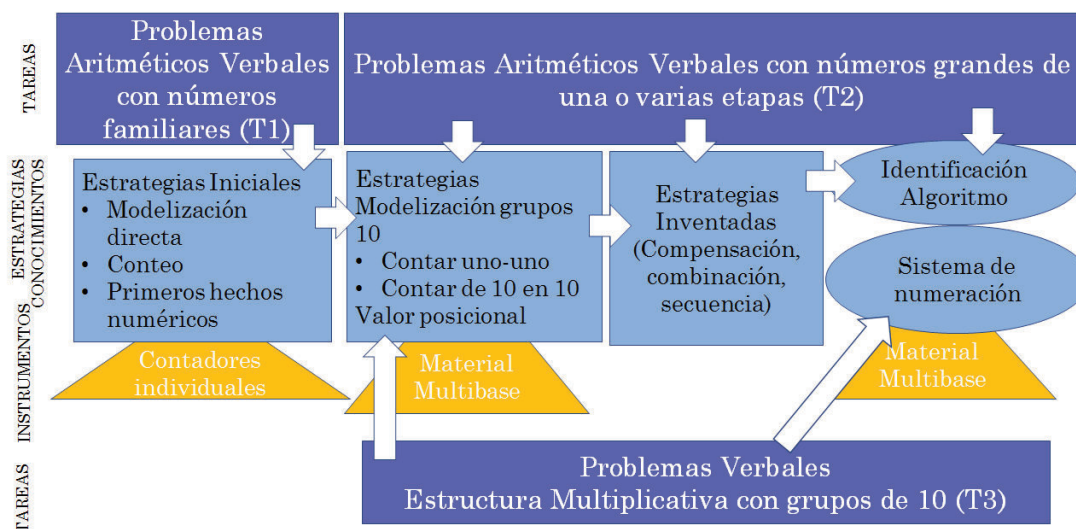 TAREAS
Problemas
Aritméticos Verbales
con números
familiares (T1)
Problemas Aritméticos Verbales con números grandes de
una o varias etapas (T2)
ESTRATEGIAS
CONOCIMIENTOS
Estrategias Iniciales
• Modelización
directa
• Conteo
• Primeros hechos
numéricos
Estrategias
Modelización grupos
10
• Contar uno-uno
• Contar de 10 en 10
Valor posicional
Estrategias
Inventadas
(Compensación,
combinación,
secuencia)
Identificación
Algoritmo
Sistema de
numeración
INSTRUMENTOS
Contadores
individuales
Material
Multibase
Material
Multibase
TAREAS
Problemas Verbales
Estructura Multiplicativa con grupos de 10 (T3)